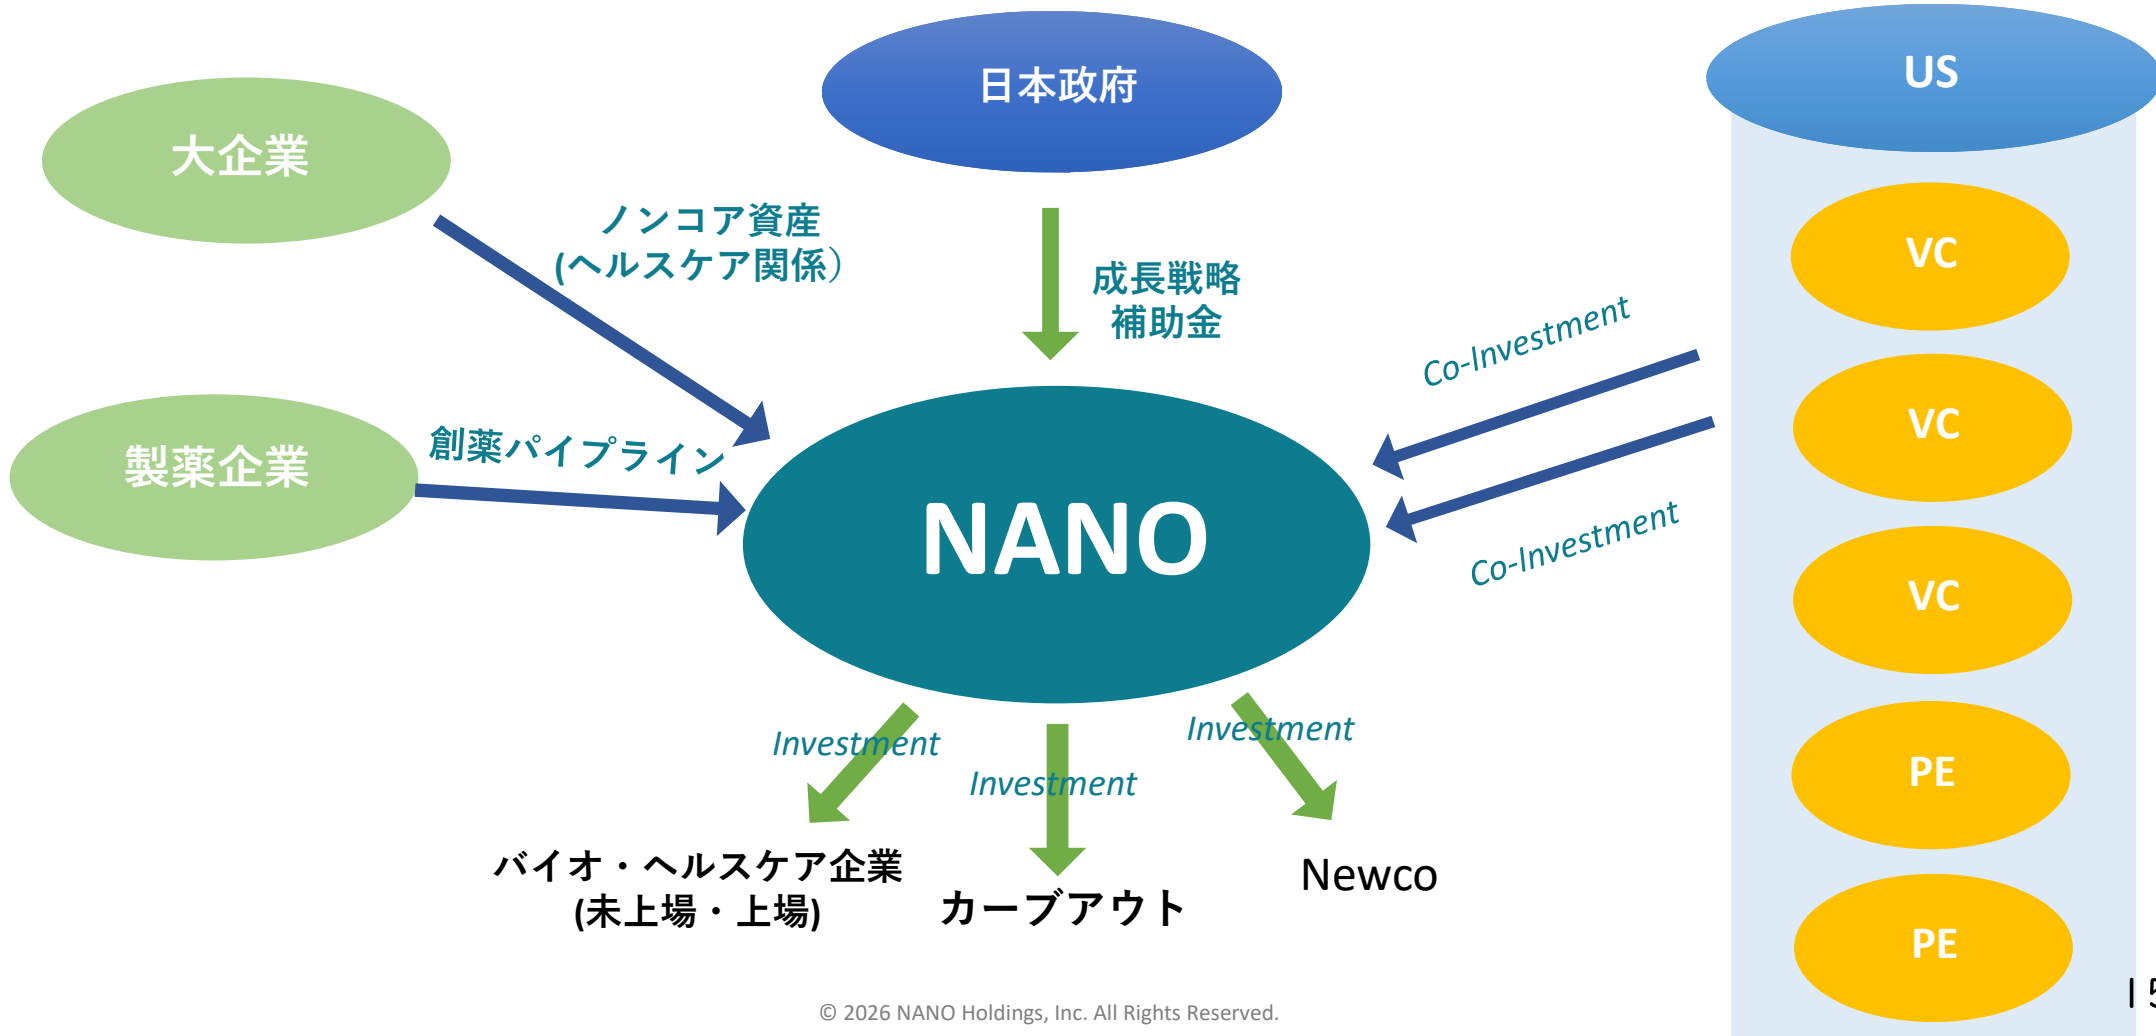 日本政府
US
大企業
ノンコア資産
(ヘルスケア関係）
成長戦略
補助金
VC
Co-Investment
VC
製薬企業
創薬パイプライン
NANO
Co-Investment
VC
Investment
Investment
Investment
PE
バイオ・ヘルスケア企業
(未上場・上場)
カーブアウト
Newco
PE
© 2026 NANO Holdings, Inc. All Rights Reserved.